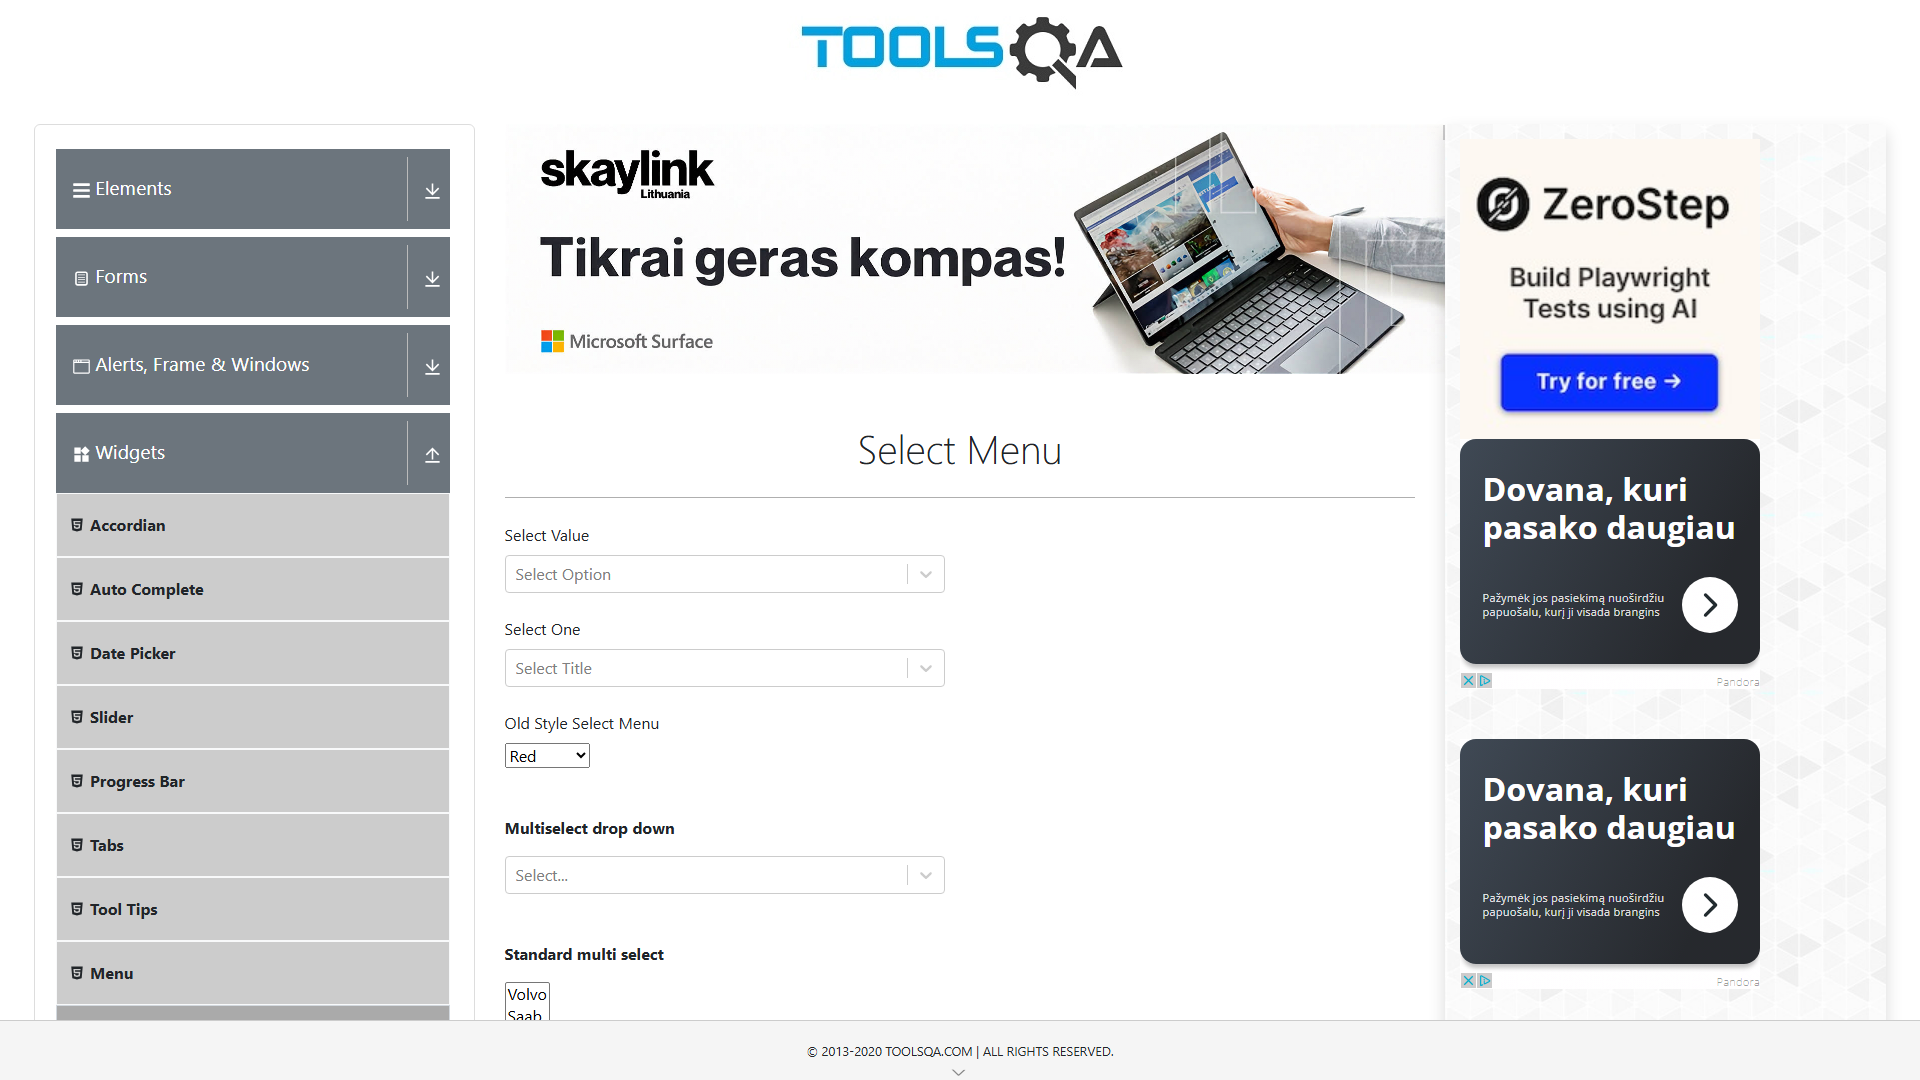 TOOLSQA
Elements
Forms
Alerts, Frame & Windows
Widgets
Accordian
Auto Complete
Date Picker
Slider
Progress Bar
Tabs
Tool Tips
Menu
skaylink
Lithuania
Tikrai geras kompas!
Microsoft Surface
Select Menu
Select Value
Select Option
Select One
Select Title
Old Style Select Menu
Red
Multiselect drop down
Select...
Standard multi select
Volvo
Saab
ZeroStep
Build Playwright
Tests using AI
Try for free →
Dovana, kuri
pasako daugiau
Pažymėk jos pasiekimą nuoširdžiu
papuošalu, kurį ji visada brangins
Pandora
Dovana, kuri
pasako daugiau
Pažymėk jos pasiekimą nuoširdžiu
papuošalu, kurį ji visada brangins
Pandora
© 2013-2020 TOOLSQA.COM | ALL RIGHTS RESERVED.